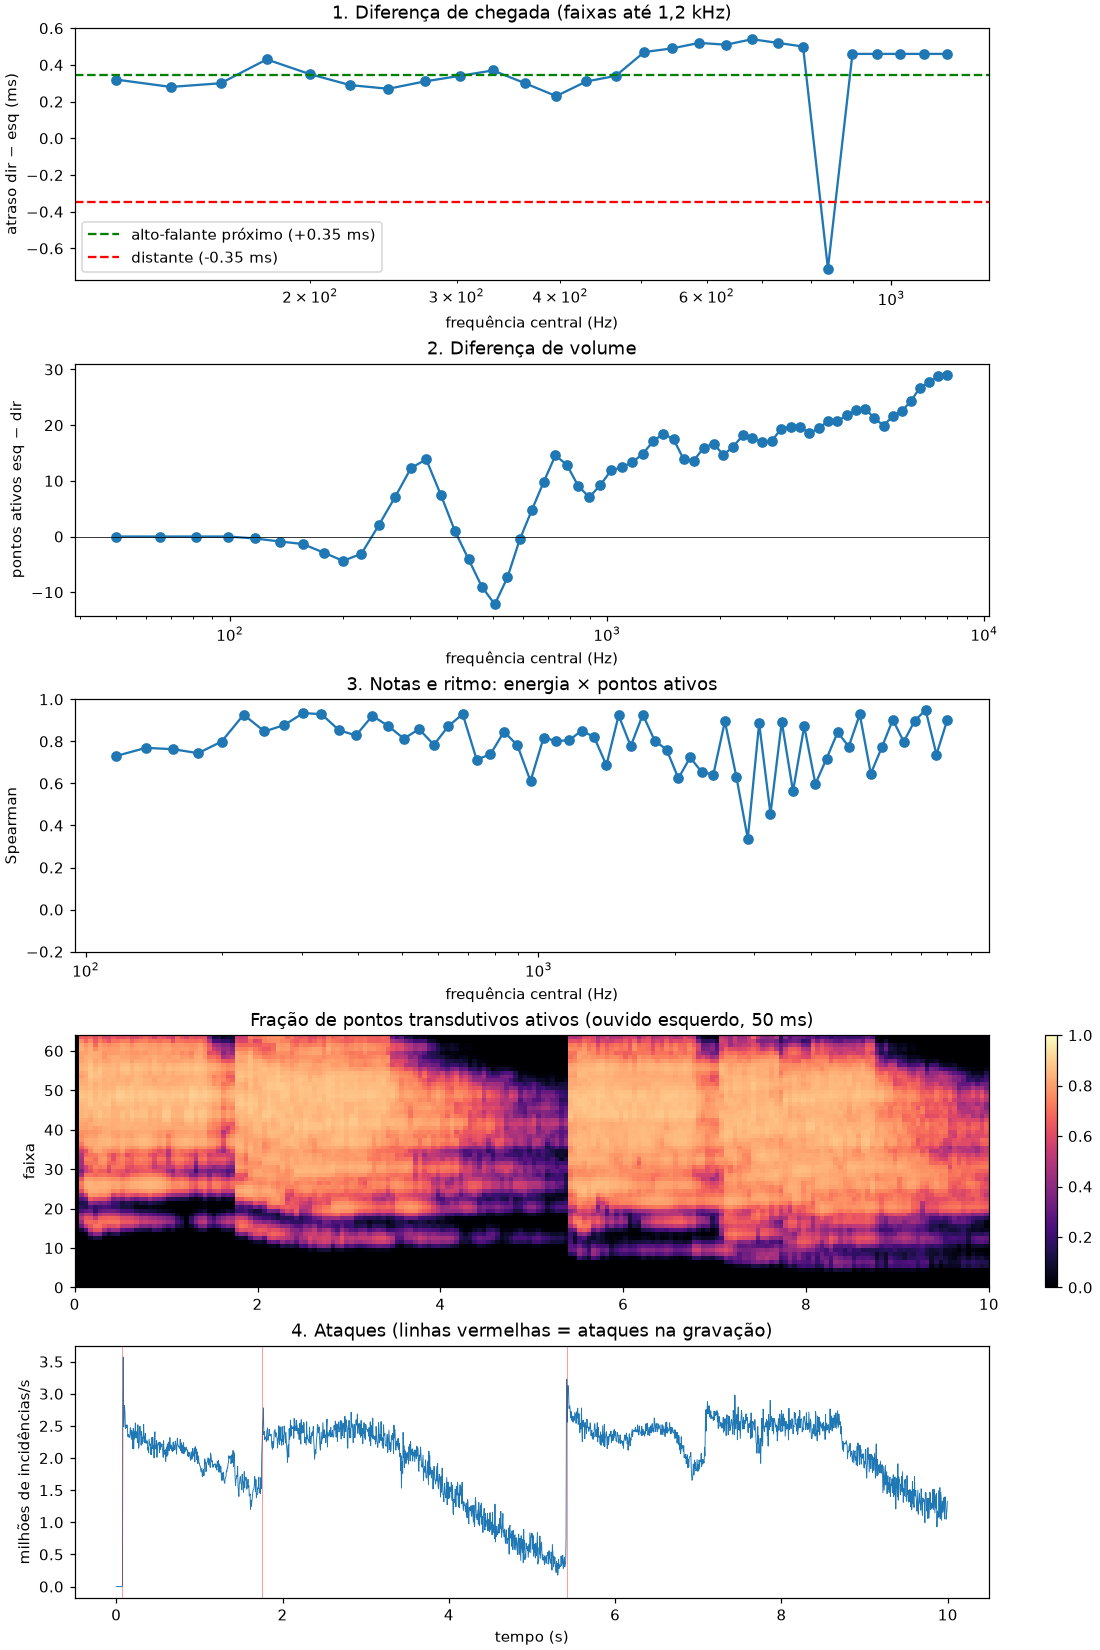 1. Diferença de chegada (faixas até 1,2 kHz)
0.6
0.4
0.2
0.0
−0.2
−0.4
−0.6
atraso dir − esq (ms)
alto-falante próximo (+0.35 ms)
distante (-0.35 ms)
2 × 10²
3 × 10²
4 × 10²
6 × 10²
10³
frequência central (Hz)
2. Diferença de volume
30
20
10
0
−10
pontos ativos esq − dir
10²
10³
10⁴
frequência central (Hz)
3. Notas e ritmo: energia × pontos ativos
1.0
0.8
0.6
0.4
0.2
0.0
−0.2
Spearman
10²
10³
frequência central (Hz)
Fração de pontos transdutivos ativos (ouvido esquerdo, 50 ms)
60
50
40
30
20
10
0
faixa
0
2
4
6
8
10
1.0
0.8
0.6
0.4
0.2
0.0
4. Ataques (linhas vermelhas = ataques na gravação)
3.5
3.0
2.5
2.0
1.5
1.0
0.5
0.0
milhões de incidências/s
0
2
4
6
8
10
tempo (s)